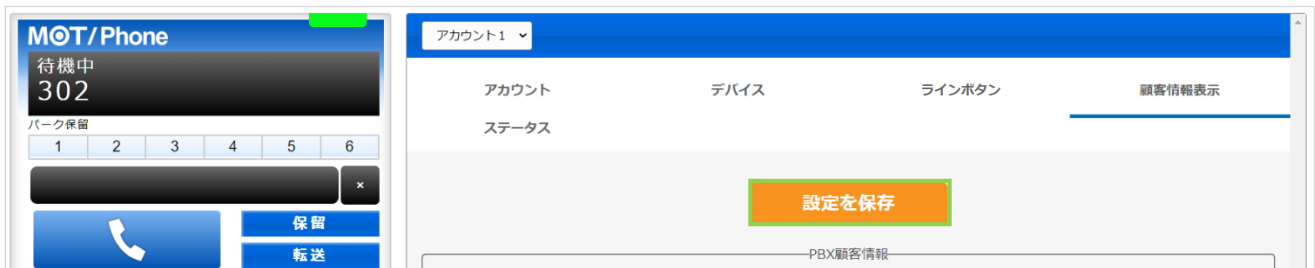 MOT/Phone
待機中
302
パーク保留
1 2 3 4 5 6
×
保留
転送
アカウント1
アカウント デバイス ラインボタン 顧客情報表示
ステータス
設定を保存
PBX顧客情報